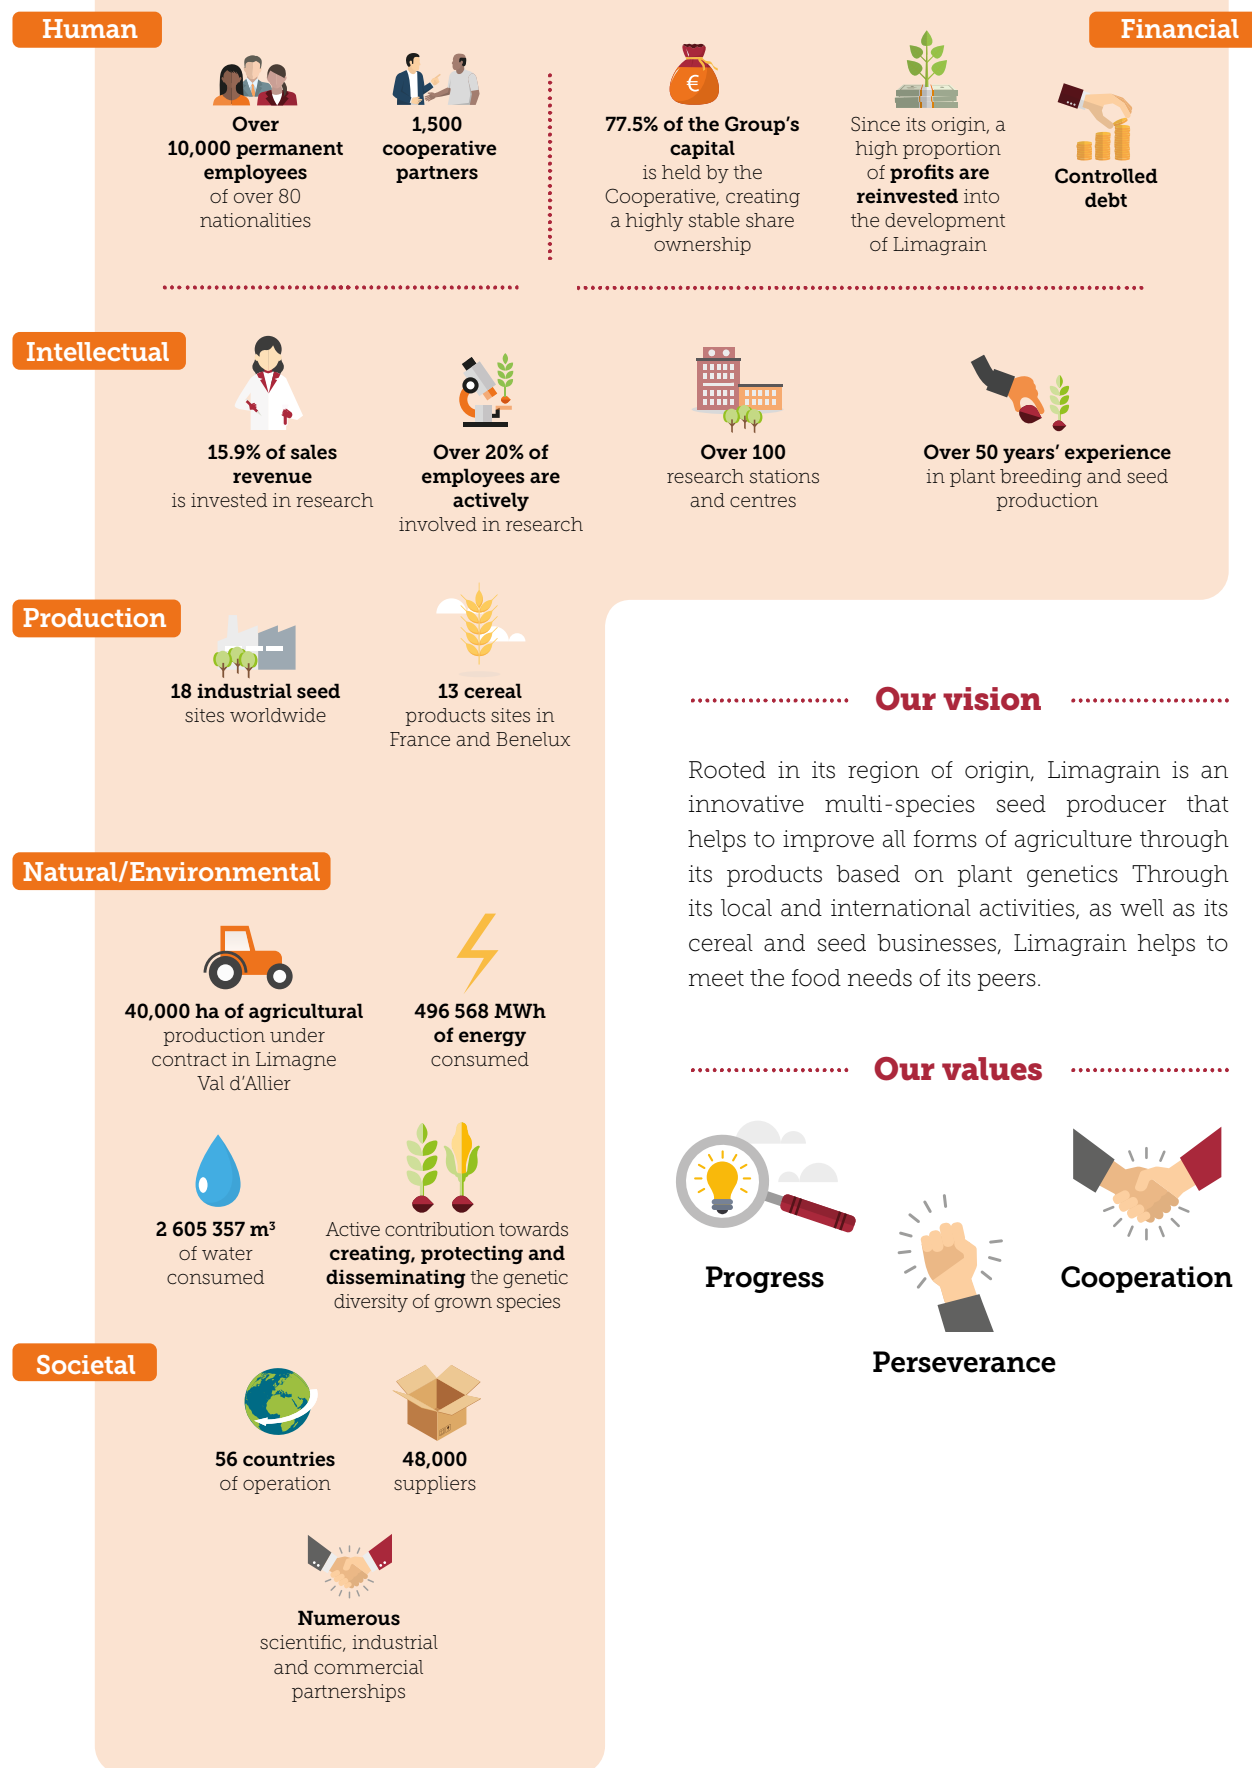 Human
Over
10,000 permanent
employees
of over 80
nationalities
1,500
cooperative
partners
Financial
€
77.5% of the Group's
capital
is held by the
Cooperative, creating
a highly stable share
ownership
Since its origin, a
high proportion
of profits are
reinvested into
the development
of Limagrain
Controlled
debt
Intellectual
15.9% of sales
revenue
is invested in research
Over 20% of
employees are
actively
involved in research
Over 100
research stations
and centres
Over 50 years' experience
in plant breeding and seed
production
Production
18 industrial seed
sites worldwide
13 cereal
products sites in
France and Benelux
Natural/Environmental
40,000 ha of agricultural
production under
contract in Limagne
Val d'Allier
496 568 MWh
of energy
consumed
2 605 357 m³
of water
consumed
Active contribution towards
creating, protecting and
disseminating the genetic
diversity of grown species
Societal
56 countries
of operation
48,000
suppliers
Numerous
scientific, industrial
and commercial
partnerships
Our vision
Rooted in its region of origin, Limagrain is an
innovative multi-species seed producer that
helps to improve all forms of agriculture through
its products based on plant genetics Through
its local and international activities, as well as its
cereal and seed businesses, Limagrain helps to
meet the food needs of its peers.
Our values
Progress
Perseverance
Cooperation